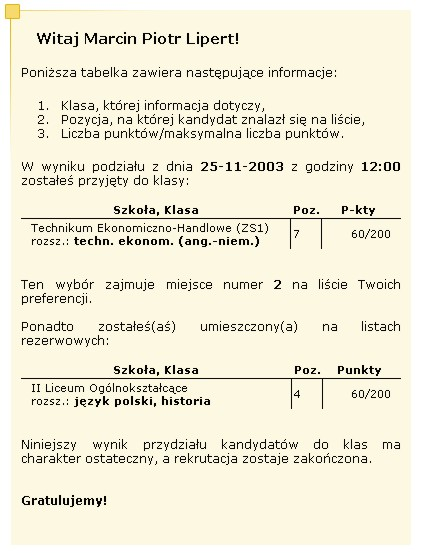 Witaj Marcin Piotr Lipert!
Poniższa tabelka zawiera następujące informacje:
1. Klasa, której informacja dotyczy,
2. Pozycja, na której kandydat znalazł się na liście,
3. Liczba punktów/maksymalna liczba punktów.
W wyniku podziału z dnia 25-11-2003 z godziny 12:00
zostałeś przyjęty do klasy:
Szkoła, Klasa Poz. P-kty
Technikum Ekonomiczno-Handlowe (ZS1)
rozsz.: techn. ekonom. (ang.-niem.) 7 60/200
Ten wybór zajmuje miejsce numer 2 na liście Twoich
preferencji.
Ponadto zostałeś(aś) umieszczony(a) na listach
rezerwowych:
Szkoła, Klasa Poz. Punkty
II Liceum Ogólnokształcące
rozsz.: język polski, historia 4 60/200
Niniejszy wynik przydziału kandydatów do klas ma
charakter ostateczny, a rekrutacja zostaje zakończona.
Gratulujemy!